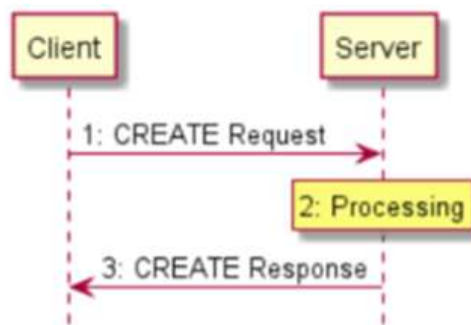 Client
Server
1: CREATE Request
2: Processing
3: CREATE Response